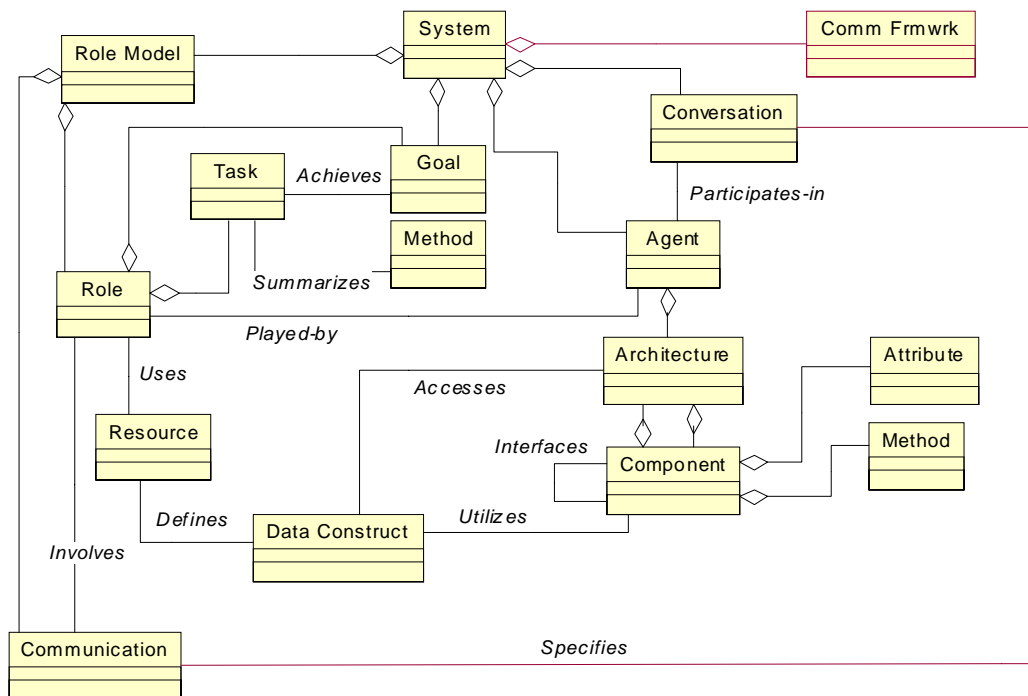 System
Comm Frmwrk
Role Model
Conversation
Task
Achieves
Goal
Participates-in
Method
Agent
Summarizes
Role
Played-by
Architecture
Attribute
Uses
Accesses
Resource
Interfaces
Component
Method
Defines
Data Construct
Utilizes
Involves
Communication
Specifies